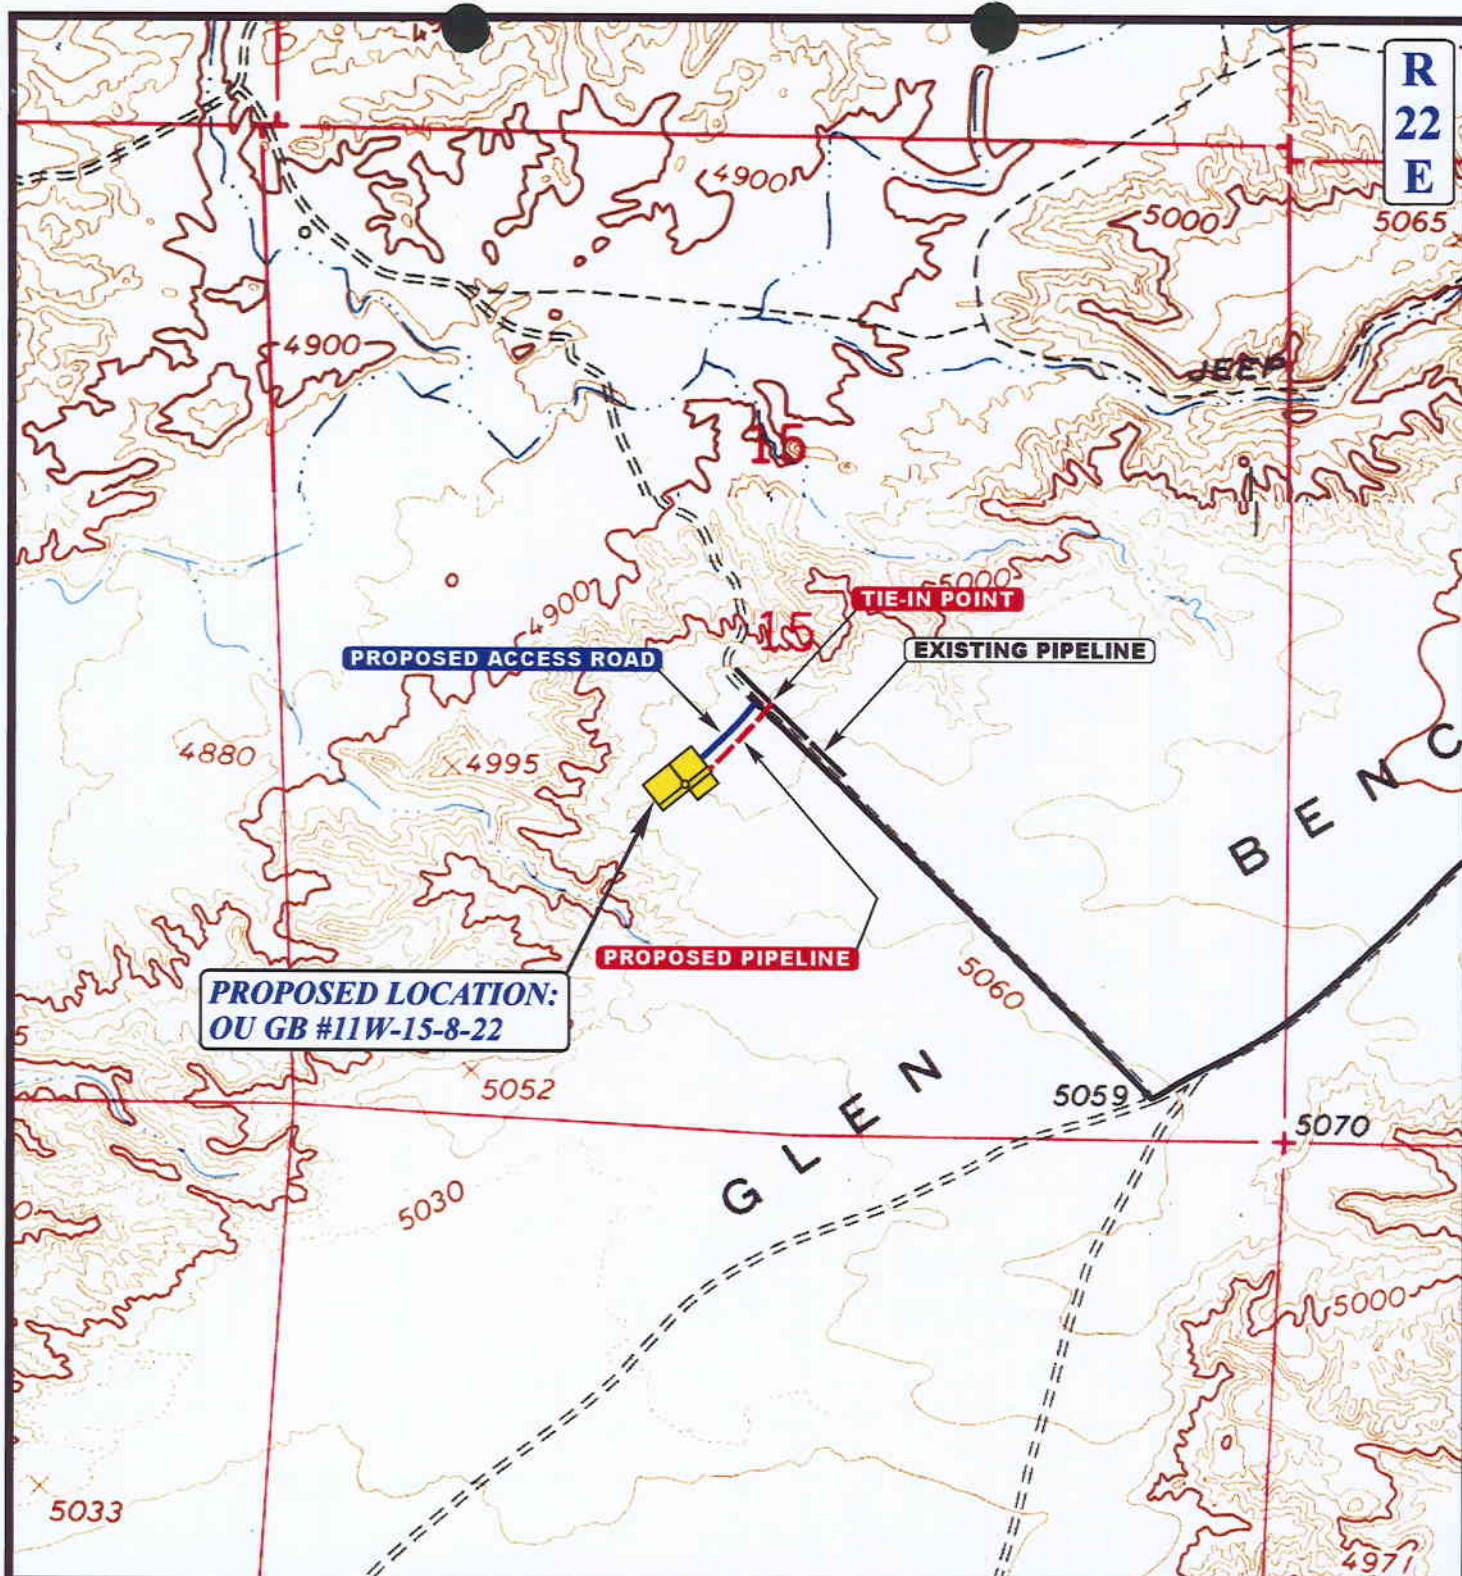 R
22
E
4900
5000
5065
4900
JEEP
15
5000
4900
TIE-IN POINT
15
EXISTING PIPELINE
PROPOSED ACCESS ROAD
4880
4995
BENC
PROPOSED PIPELINE
5060
PROPOSED LOCATION:
OU GB #11W-15-8-22
5052
GLEN
5059
5070
5030
5000
5033
4971